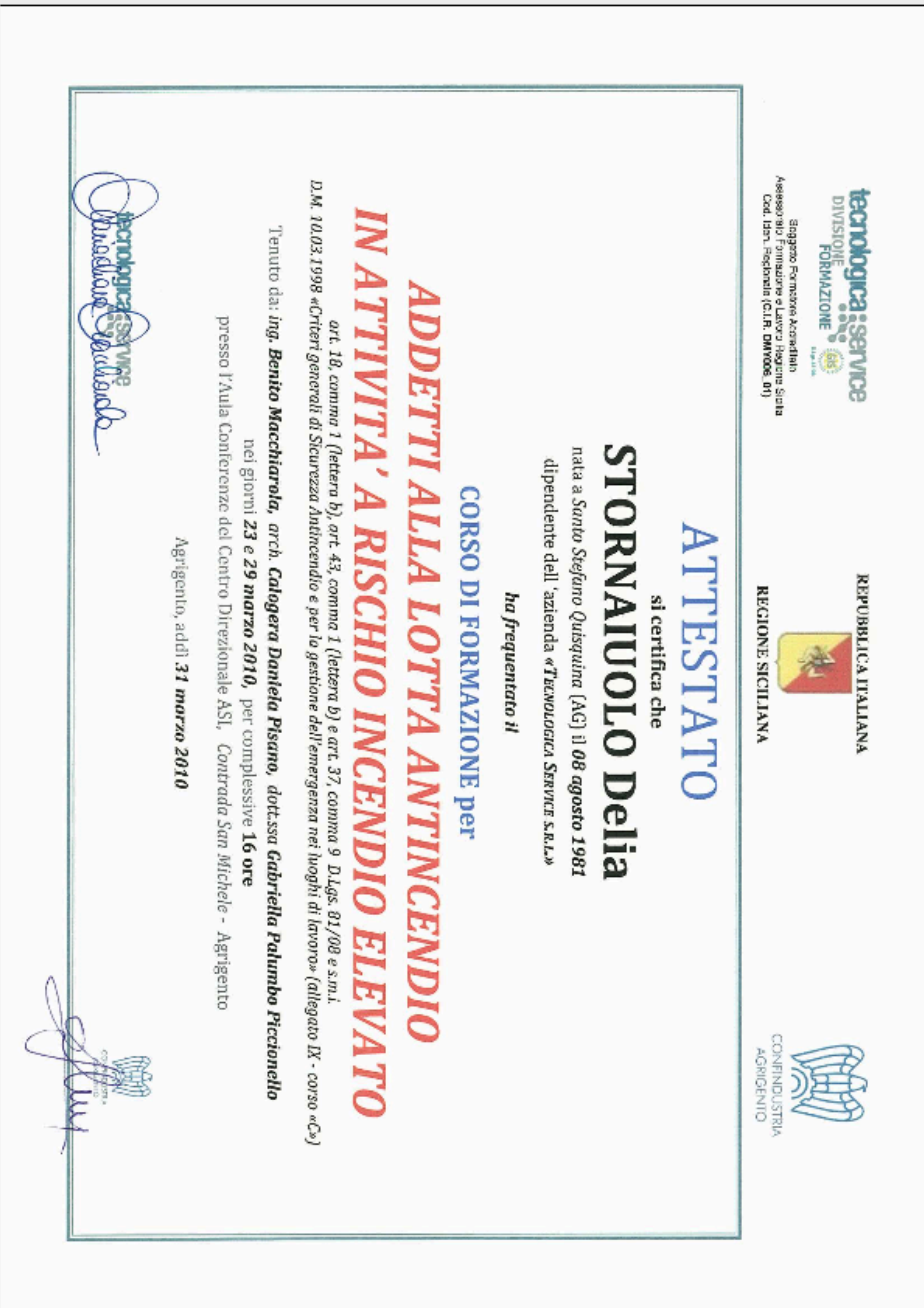 tecnologica service
DIVISIONE
FORMAZIONE
GIS
Soggetto Formatore Accreditato
Assessorato Formazione e Lavoro Regione Sicilia
Cod. Iden. Regionale (C.I.R. DMY006_01)
REPUBBLICA ITALIANA
REGIONE SICILIANA
CONFINDUSTRIA
AGRIGENTO
ATTESTATO
si certifica che
STORNAIUOLO Delia
nata a Santo Stefano Quisquina (AG) il 08 agosto 1981
dipendente dell'azienda «TECNOLOGICA SERVICE S.R.L.»
ha frequentato il
CORSO DI FORMAZIONE per
ADDETTI ALLA LOTTA ANTINCENDIO
IN ATTIVITA' A RISCHIO INCENDIO ELEVATO
art. 18, comma 1 (lettera b), art. 43, comma 1 (lettera b) e art. 37, comma 9 D.Lgs. 81/08 e s.m.i.
D.M. 10.03.1998 «Criteri generali di Sicurezza Antincendio e per la gestione dell'emergenza nei luoghi di lavoro» (allegato IX - corso «C»)
Tenuto da: ing. Benito Macchiarola, arch. Calogera Daniela Pisano, dott.ssa Gabriella Palumbo Piccionello
nei giorni 23 e 29 marzo 2010, per complessive 16 ore
presso l'Aula Conferenze del Centro Direzionale ASI, Contrada San Michele - Agrigento
Agrigento, addì 31 marzo 2010
tecnologica service